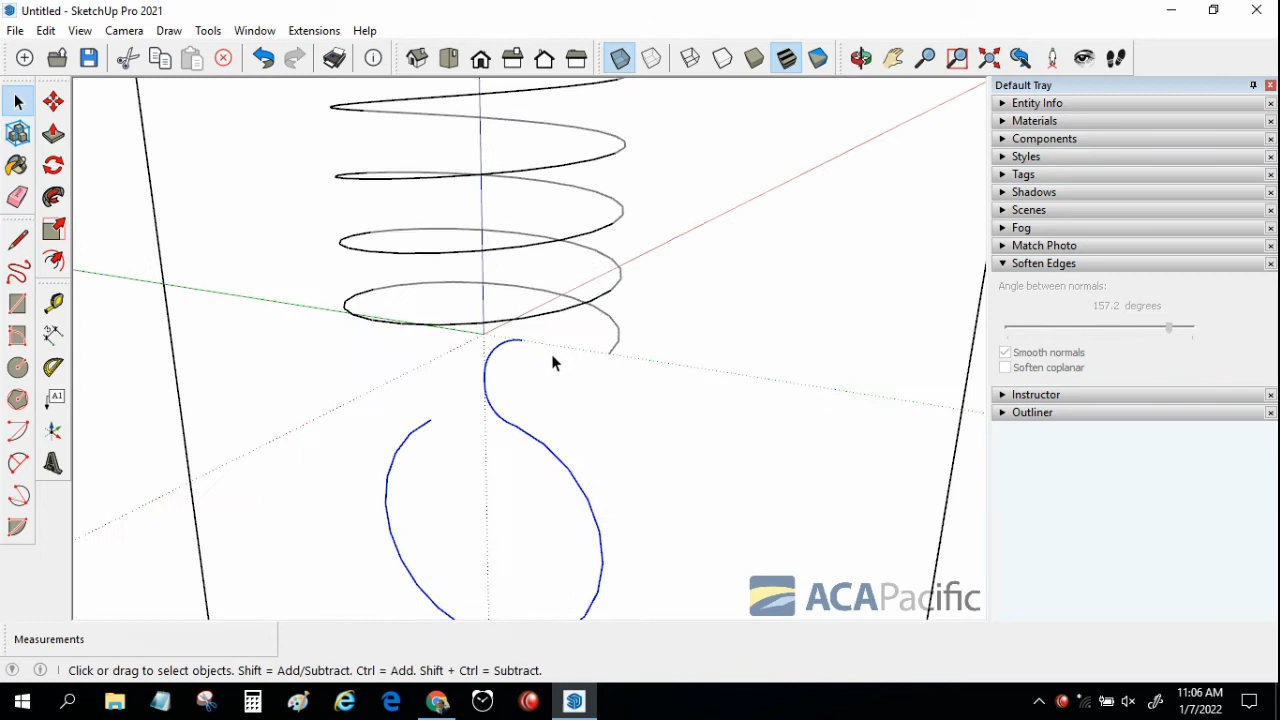 Untitled - SketchUp Pro 2021
File Edit View Camera Draw Tools Window Extensions Help
Default Tray
Entity Info
Materials
Components
Styles
Tags
Shadows
Scenes
Fog
Match Photo
Soften Edges
Angle between normals:
157.2 degrees
Smooth normals
Soften coplanar
Instructor
Outliner
A1
ACAPacific
Measurements
Click or drag to select objects. Shift = Add/Subtract. Ctrl = Add. Shift + Ctrl = Subtract.
11:06 AM
1/7/2022